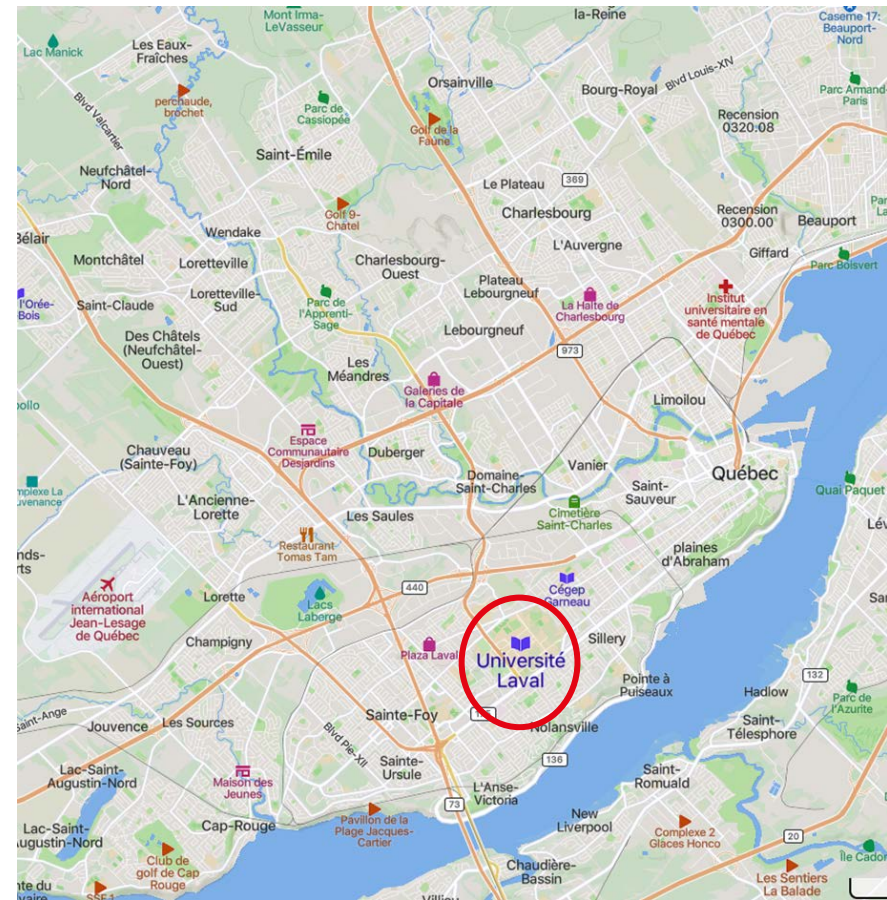 Mont Irma-
LeVasseur
la-Reine
Caserne 17:
Beauport-
Nord
Lac Manick
Les Eaux-
Fraîches
Orsainville
Bourg-Royal
Blvd Louis-XIV
Parc Armand-
Paris
perchaude,
brochet
Blvd Valcartier
Parc de
Cassiopée
Golf de la
Faune
Recension
0320.08
Saint-Émile
Neufchâtel-
Nord
Le Plateau
369
Golf 9-
Chatel
Charlesbourg
Recension
0300.00
Beauport
Bélair
Wendake
L'Auvergne
Giffard
Montchâtel
Loretteville
Charlesbourg-
Ouest
Parc Boisvert
Plateau
Lebourgneuf
l'Orée-
Bois
Saint-Claude
Loretteville-
Sud
Parc de
l'Apprenti-
Sage
La Halte de
Charlesbourg
Institut
universitaire en
santé mentale
de Québec
Des Châtels
(Neufchâtel-
Ouest)
Lebourgneuf
973
Les
Méandres
Galeries de
la Capitale
Limoilou
Espace
Communautaire
Desjardins
Chauveau
(Sainte-Foy)
Duberger
Vanier
Québec
Domaine-
Saint-Charles
Saint-
Sauveur
Quai Paquet
L'Ancienne-
Lorette
Les Saules
Cimetière
Saint-Charles
Restaurant
Tomas Tam
plaines
d'Abraham
Aéroport
international
Jean-Lesage
de Québec
Lorette
Lacs
Laberge
440
Cégep
Garneau
Champigny
Plaza Laval
Université
Laval
Sillery
Pointe à
Puiseaux
Hadlow
132
Parc de
l'Azurite
Saint-Ange
Jouvence
Les Sources
Sainte-Foy
Nolansville
Saint-
Télesphore
Blvd Pie-XII
Sainte-
Ursule
136
Lac-Saint-
Augustin-Nord
Maison des
Jeunes
L'Anse-
Victoria
Saint-
Romuald
73
Lac-Saint-
Augustin-Nord
Cap-Rouge
Pavillon de la
Plage Jacques-
Cartier
New
Liverpool
Complexe 2
Glaces Honco
20
Club de
golf de Cap
Rouge
Chaudière-
Bassin
Île Cador
Les Sentiers
La Balade